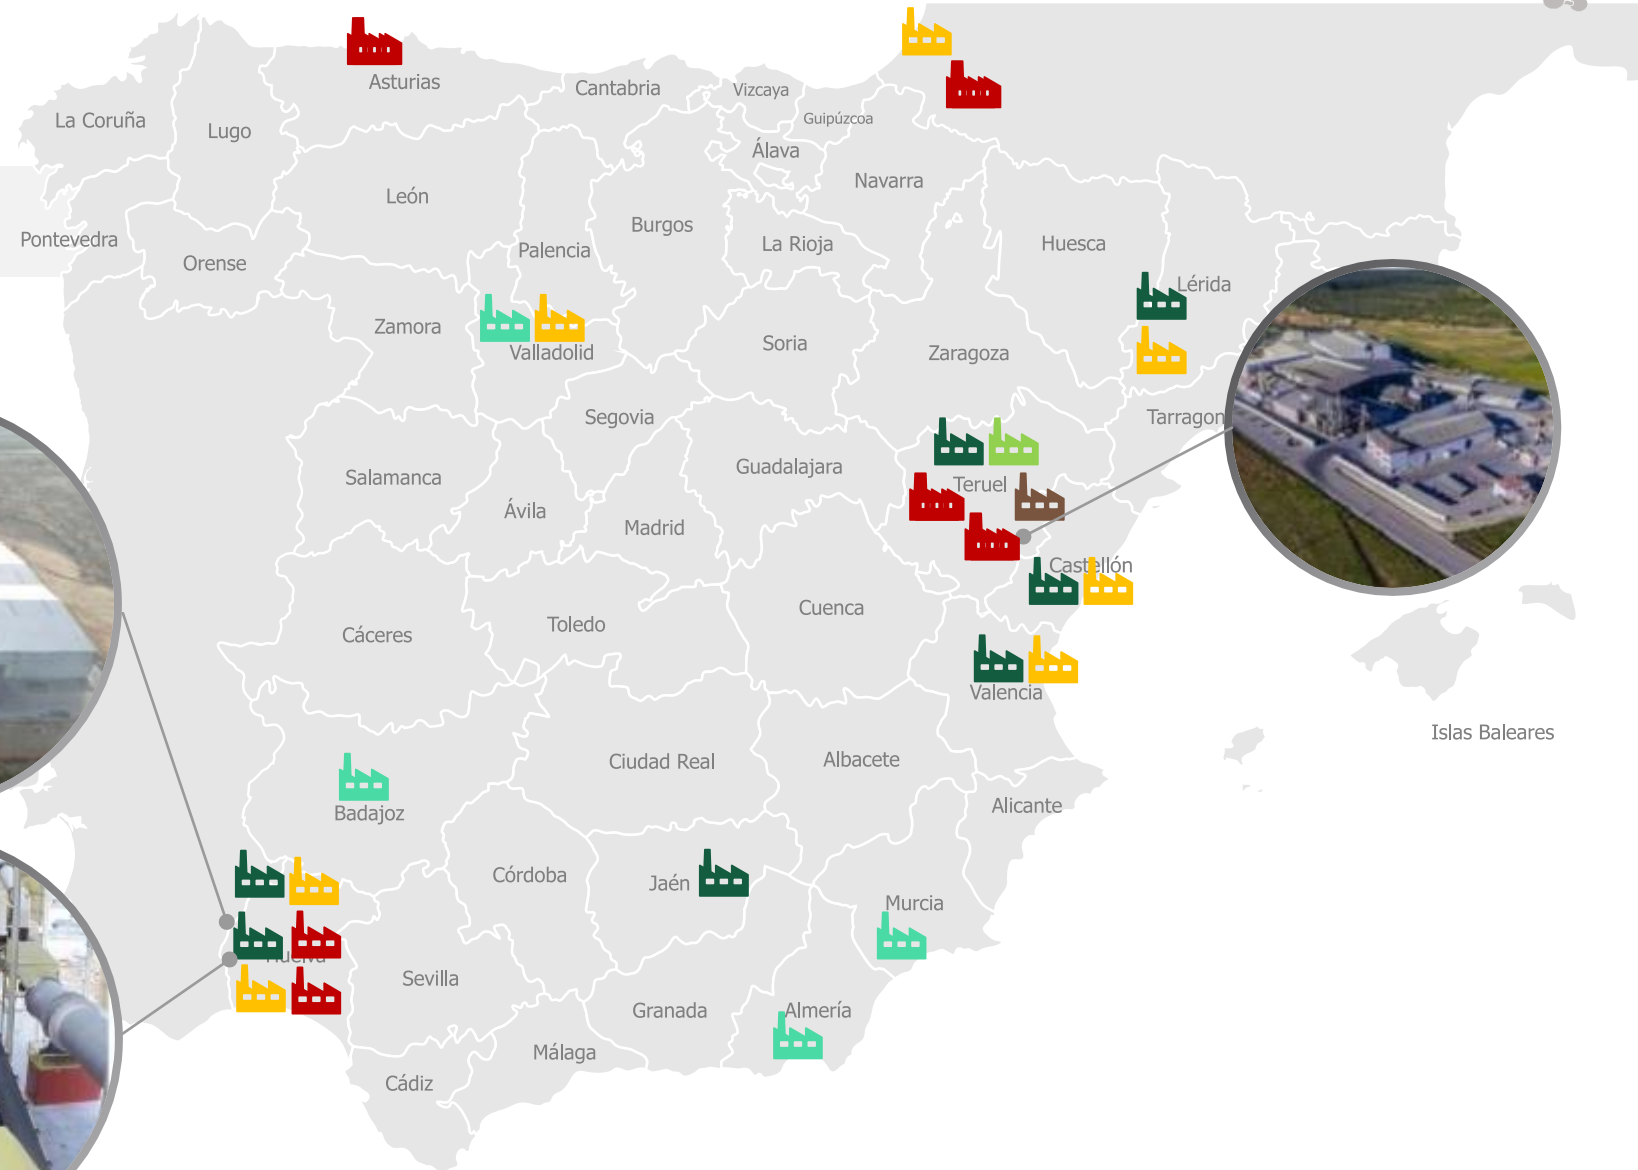 Asturias
Cantabria
Vizcaya
La Coruña
Lugo
Guipúzcoa
Álava
Navarra
León
Burgos
Pontevedra
Palencia
La Rioja
Huesca
Orense
Lérida
Zamora
Valladolid
Soria
Zaragoza
Segovia
Tarragon
Salamanca
Guadalajara
Teruel
Ávila
Madrid
Castellón
Cuenca
Toledo
Cáceres
Valencia
Islas Baleares
Ciudad Real
Albacete
Alicante
Badajoz
Córdoba
Jaén
Murcia
Huelva
Sevilla
Granada
Almería
Málaga
Cádiz